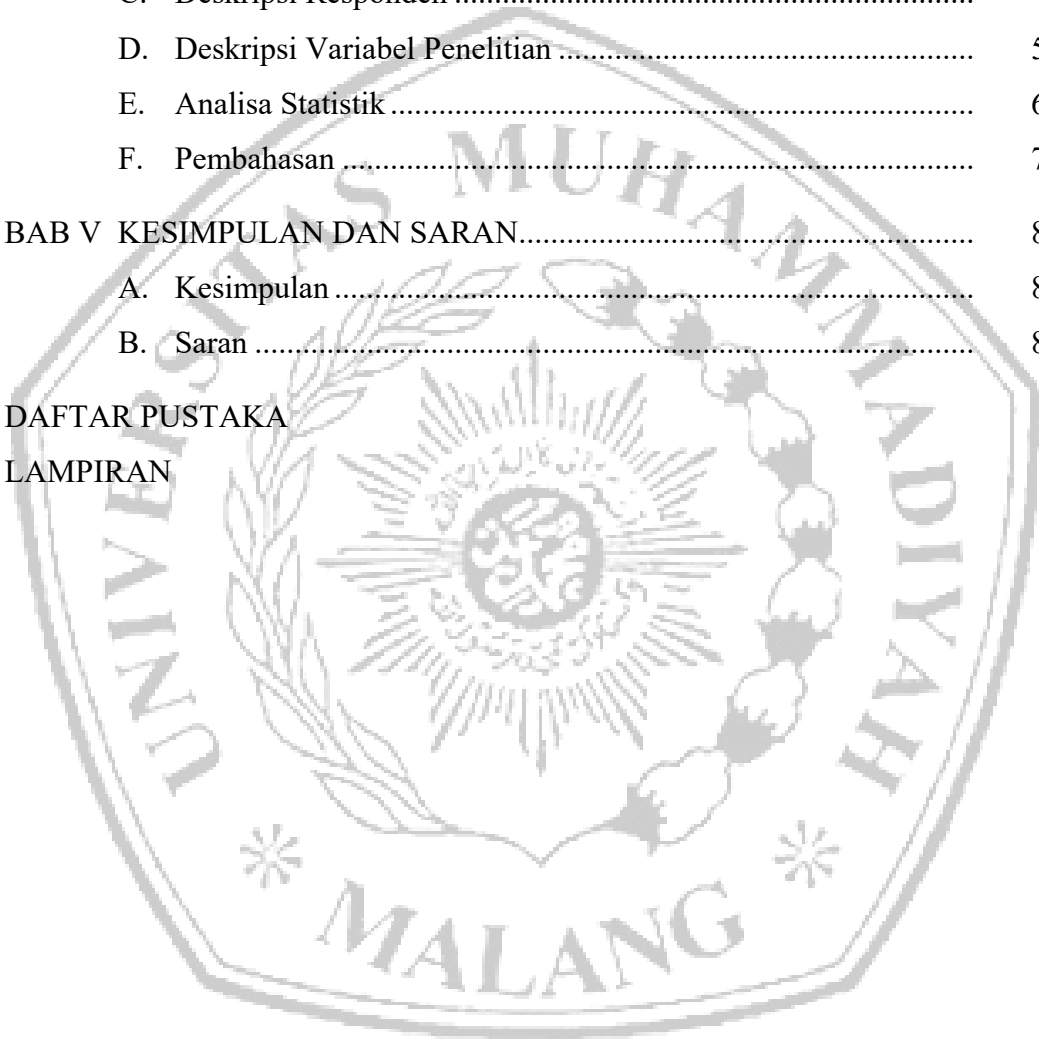 C. Deskripsi Responden ................................................................
D. Deskripsi Variabel Penelitian ................................................................ 5
E. Analisa Statistik ................................................................ 6
F. Pembahasan ................................................................ 7
BAB V KESIMPULAN DAN SARAN ................................................................ 8
A. Kesimpulan ................................................................ 8
B. Saran ................................................................ 8
DAFTAR PUSTAKA
LAMPIRAN
UNIVERSITAS MUHAMMADIYAH
MALANG